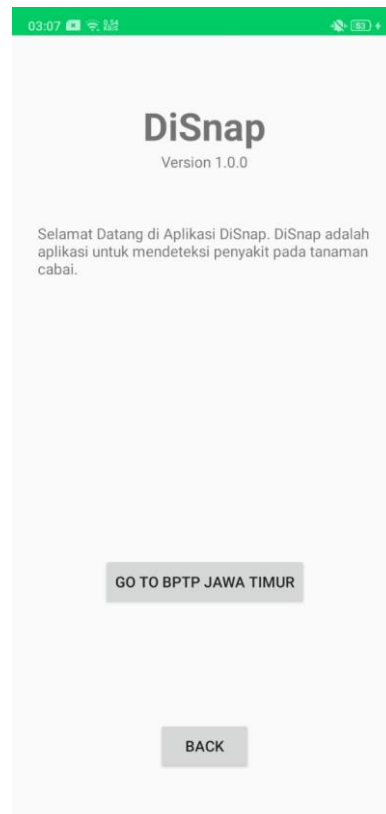 03:07
DiSnap
Version 1.0.0
Selamat Datang di Aplikasi DiSnap. DiSnap adalah
aplikasi untuk mendeteksi penyakit pada tanaman
cabai.
GO TO BPTP JAWA TIMUR
BACK